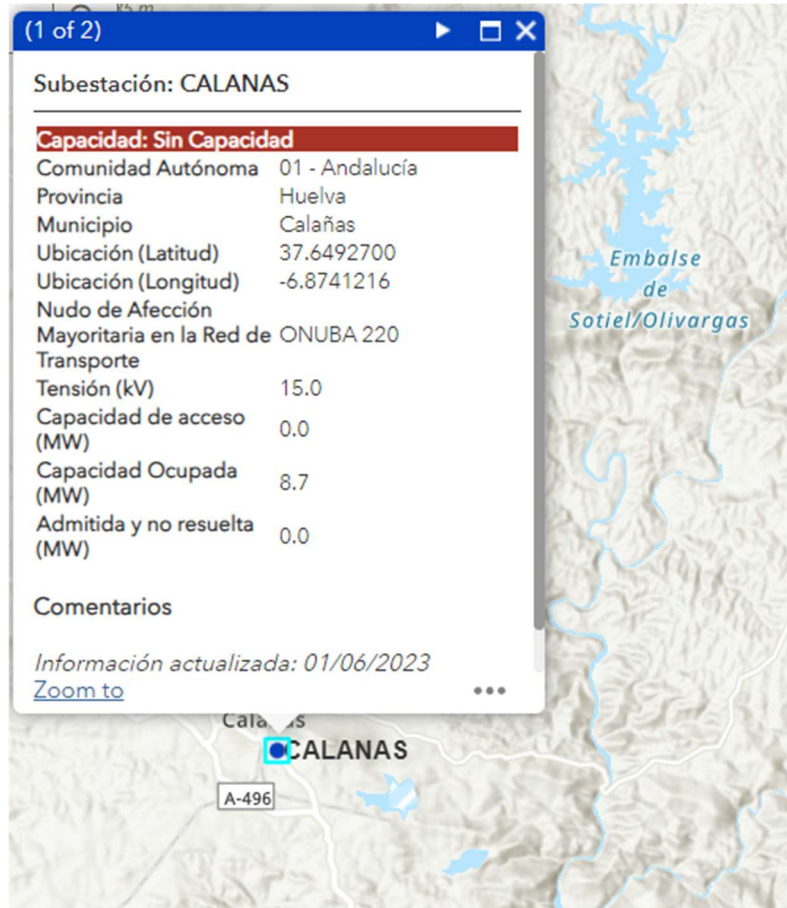 (1 of 2)
Subestación: CALANAS
Capacidad: Sin Capacidad
Comunidad Autónoma 01 - Andalucía
Provincia Huelva
Municipio Calañas
Ubicación (Latitud) 37.6492700
Ubicación (Longitud) -6.8741216
Nudo de Afección
Mayoritaria en la Red de ONUBA 220
Transporte
Tensión (kV) 15.0
Capacidad de acceso
(MW) 0.0
Capacidad Ocupada
(MW) 8.7
Admitida y no resuelta
(MW) 0.0
Comentarios
Información actualizada: 01/06/2023
Zoom to
Embalse
de
Sotiel/Olivargas
CALANAS
A-496